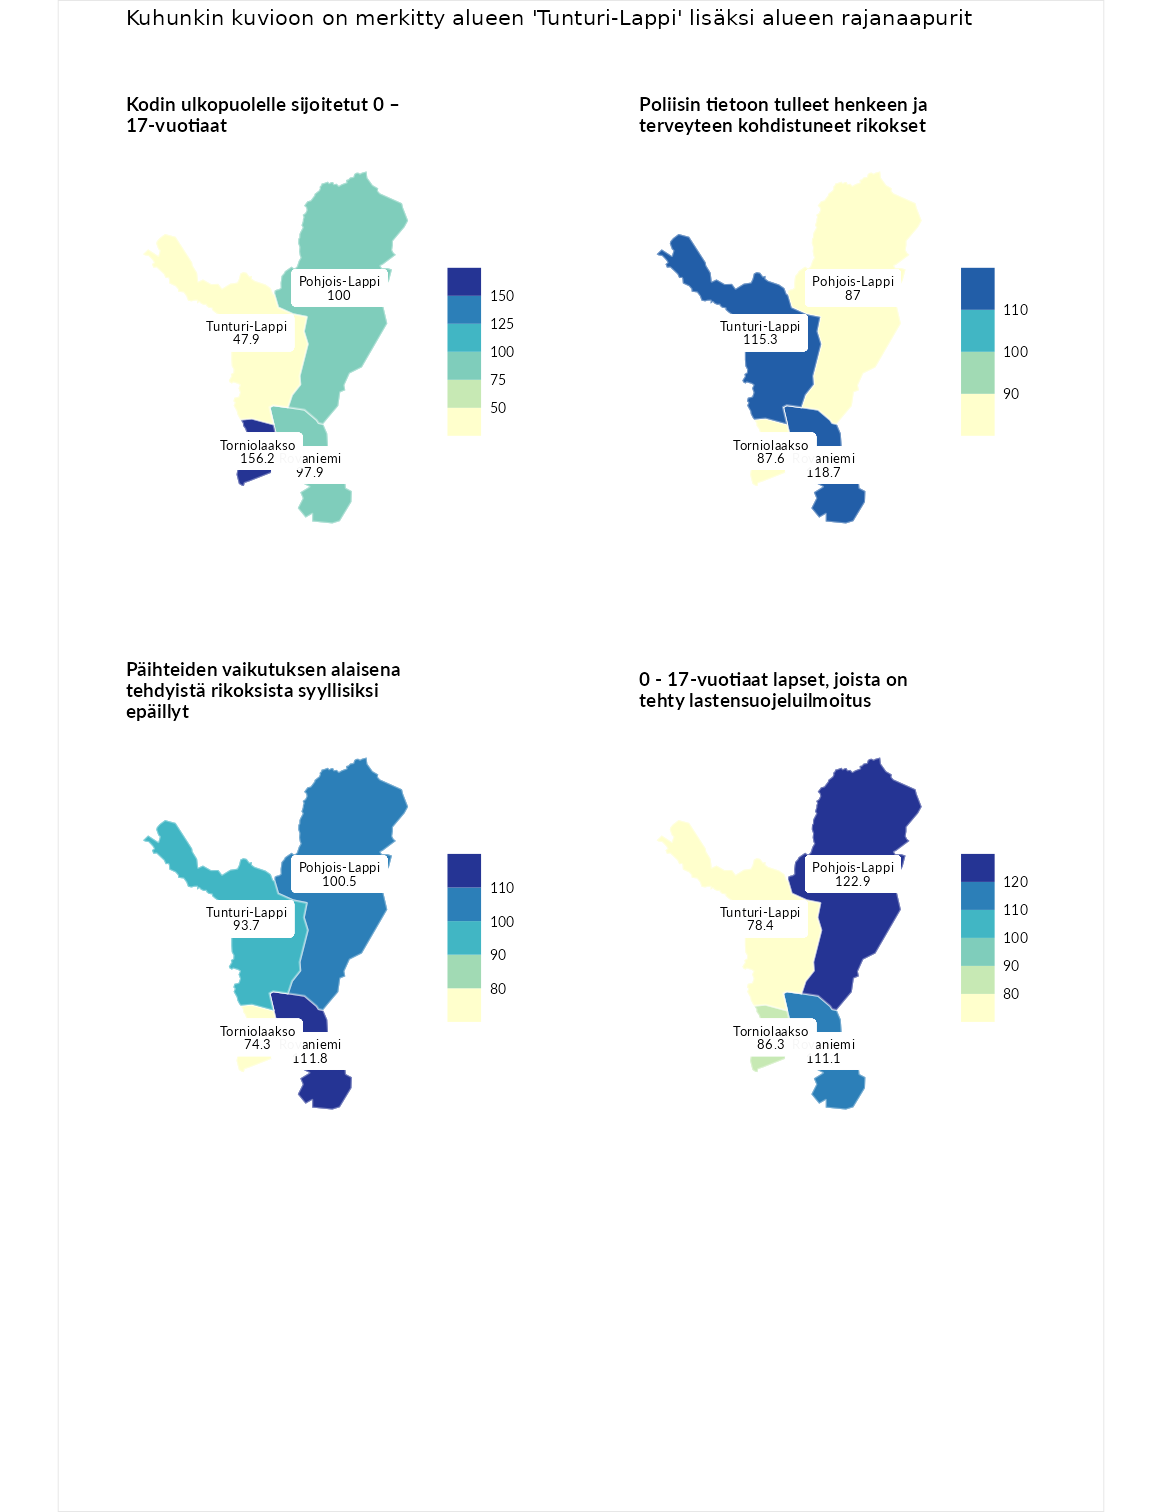 Kuhunkin kuvioon on merkitty alueen 'Tunturi-Lappi' lisäksi alueen rajanaapurit
Kodin ulkopuolelle sijoitetut 0 –
17-vuotiaat
Pohjois-Lappi
100
Tunturi-Lappi
47.9
Torniolaakso
156.2
aniemi
97.9
150
125
100
75
50
Poliisin tietoon tulleet henkeen ja
terveyteen kohdistuneet rikokset
Pohjois-Lappi
87
Tunturi-Lappi
115.3
Torniolaakso
87.6
aniemi
118.7
110
100
90
Päihteiden vaikutuksen alaisena
tehdyistä rikoksista syyllisiksi
epäillyt
Pohjois-Lappi
100.5
Tunturi-Lappi
93.7
Torniolaakso
74.3
aniemi
111.8
110
100
90
80
0 - 17-vuotiaat lapset, joista on
tehty lastensuojeluilmoitus
Pohjois-Lappi
122.9
Tunturi-Lappi
78.4
Torniolaakso
86.3
aniemi
111.1
120
110
100
90
80